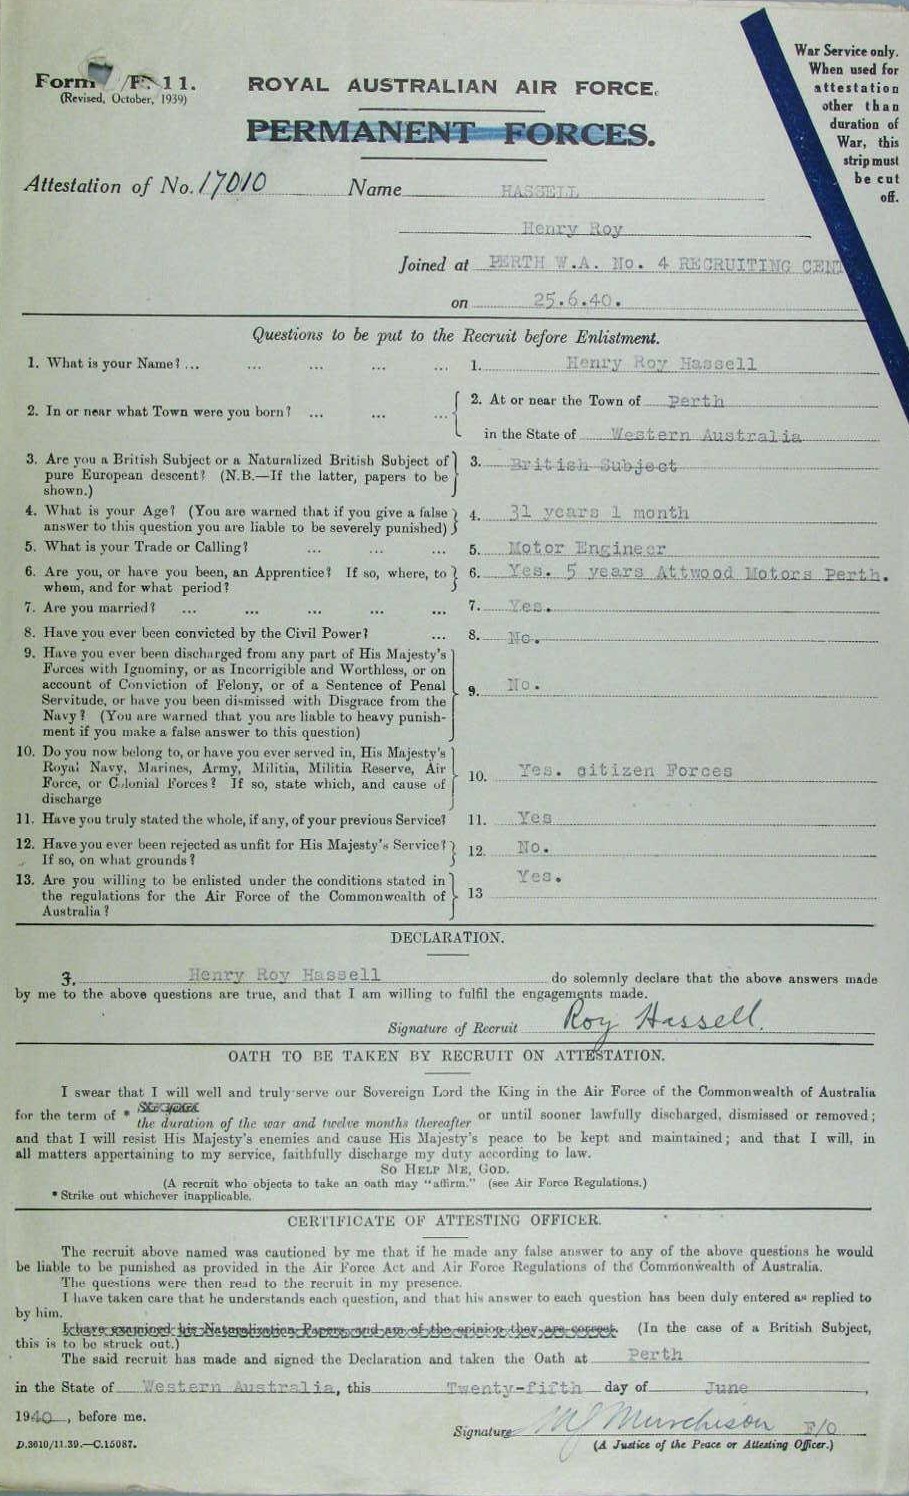 Form /P. 11.
(Revised, October, 1939)
ROYAL AUSTRALIAN AIR FORCE.
PERMANENT FORCES.
War Service only.
When used for
attestation
other than
duration of
War, this
strip must
be cut
off.
Attestation of No. 17010 Name HASSELL
Henry Roy
Joined at PERTH W.A. No. 4 RECRUITING CEN
on 25.6.40.
Questions to be put to the Recruit before Enlistment.
1. What is your Name? ... ... ... ... ... 1. Henry Roy Hassell
2. In or near what Town were you born? ... ... ... 2. At or near the Town of Perth
in the State of Western Australia
3. Are you a British Subject or a Naturalized British Subject of
pure European descent? (N.B.—If the latter, papers to be
shown.)
3. British Subject
4. What is your Age? (You are warned that if you give a false
answer to this question you are liable to be severely punished)
4. 31 years 1 month
5. What is your Trade or Calling? ... ... ... 5. Motor Engineer
6. Are you, or have you been, an Apprentice? If so, where, to
whom, and for what period?
6. Yes. 5 years Attwood Motors Perth.
7. Are you married? ... ... ... ... ... 7. Yes.
8. Have you ever been convicted by the Civil Power? ... 8. No.
9. Have you ever been discharged from any part of His Majesty's
Forces with Ignominy, or as Incorrigible and Worthless, or on
account of Conviction of Felony, or of a Sentence of Penal
Servitude, or have you been dismissed with Disgrace from the
Navy? (You are warned that you are liable to heavy punish-
ment if you make a false answer to this question)
9. No.
10. Do you now belong to, or have you ever served in, His Majesty's
Royal Navy, Marines, Army, Militia, Militia Reserve, Air
Force, or Colonial Forces? If so, state which, and cause of
discharge
10. Yes. citizen Forces
11. Have you truly stated the whole, if any, of your previous Service? 11. Yes
12. Have you ever been rejected as unfit for His Majesty's Service?
If so, on what grounds?
12. No.
13. Are you willing to be enlisted under the conditions stated in
the regulations for the Air Force of the Commonwealth of
Australia?
13 Yes.
DECLARATION.
3. Henry Roy Hassell do solemnly declare that the above answers made
by me to the above questions are true, and that I am willing to fulfil the engagements made.
Signature of Recruit Roy Hassell.
OATH TO BE TAKEN BY RECRUIT ON ATTESTATION.
I swear that I will well and truly serve our Sovereign Lord the King in the Air Force of the Commonwealth of Australia
for the term of * the duration of the war and twelve months thereafter or until sooner lawfully discharged, dismissed or removed;
and that I will resist His Majesty's enemies and cause His Majesty's peace to be kept and maintained; and that I will, in
all matters appertaining to my service, faithfully discharge my duty according to law.
SO HELP ME, GOD.
(A recruit who objects to take an oath may "affirm." (see Air Force Regulations.)
* Strike out whichever inapplicable.
CERTIFICATE OF ATTESTING OFFICER.
The recruit above named was cautioned by me that if he made any false answer to any of the above questions he would
be liable to be punished as provided in the Air Force Act and Air Force Regulations of the Commonwealth of Australia.
The questions were then read to the recruit in my presence.
I have taken care that he understands each question, and that his answer to each question has been duly entered as replied to
by him.
I have examined his Naturalization Papers, and am of the opinion they are correct. (In the case of a British Subject,
this is to be struck out.)
The said recruit has made and signed the Declaration and taken the Oath at Perth
in the State of Western Australia, this Twenty-fifth day of June,
1940, before me.
Signature Murchison F/O
(A Justice of the Peace or Attesting Officer.)
D.3610/11.39.—C.15087.